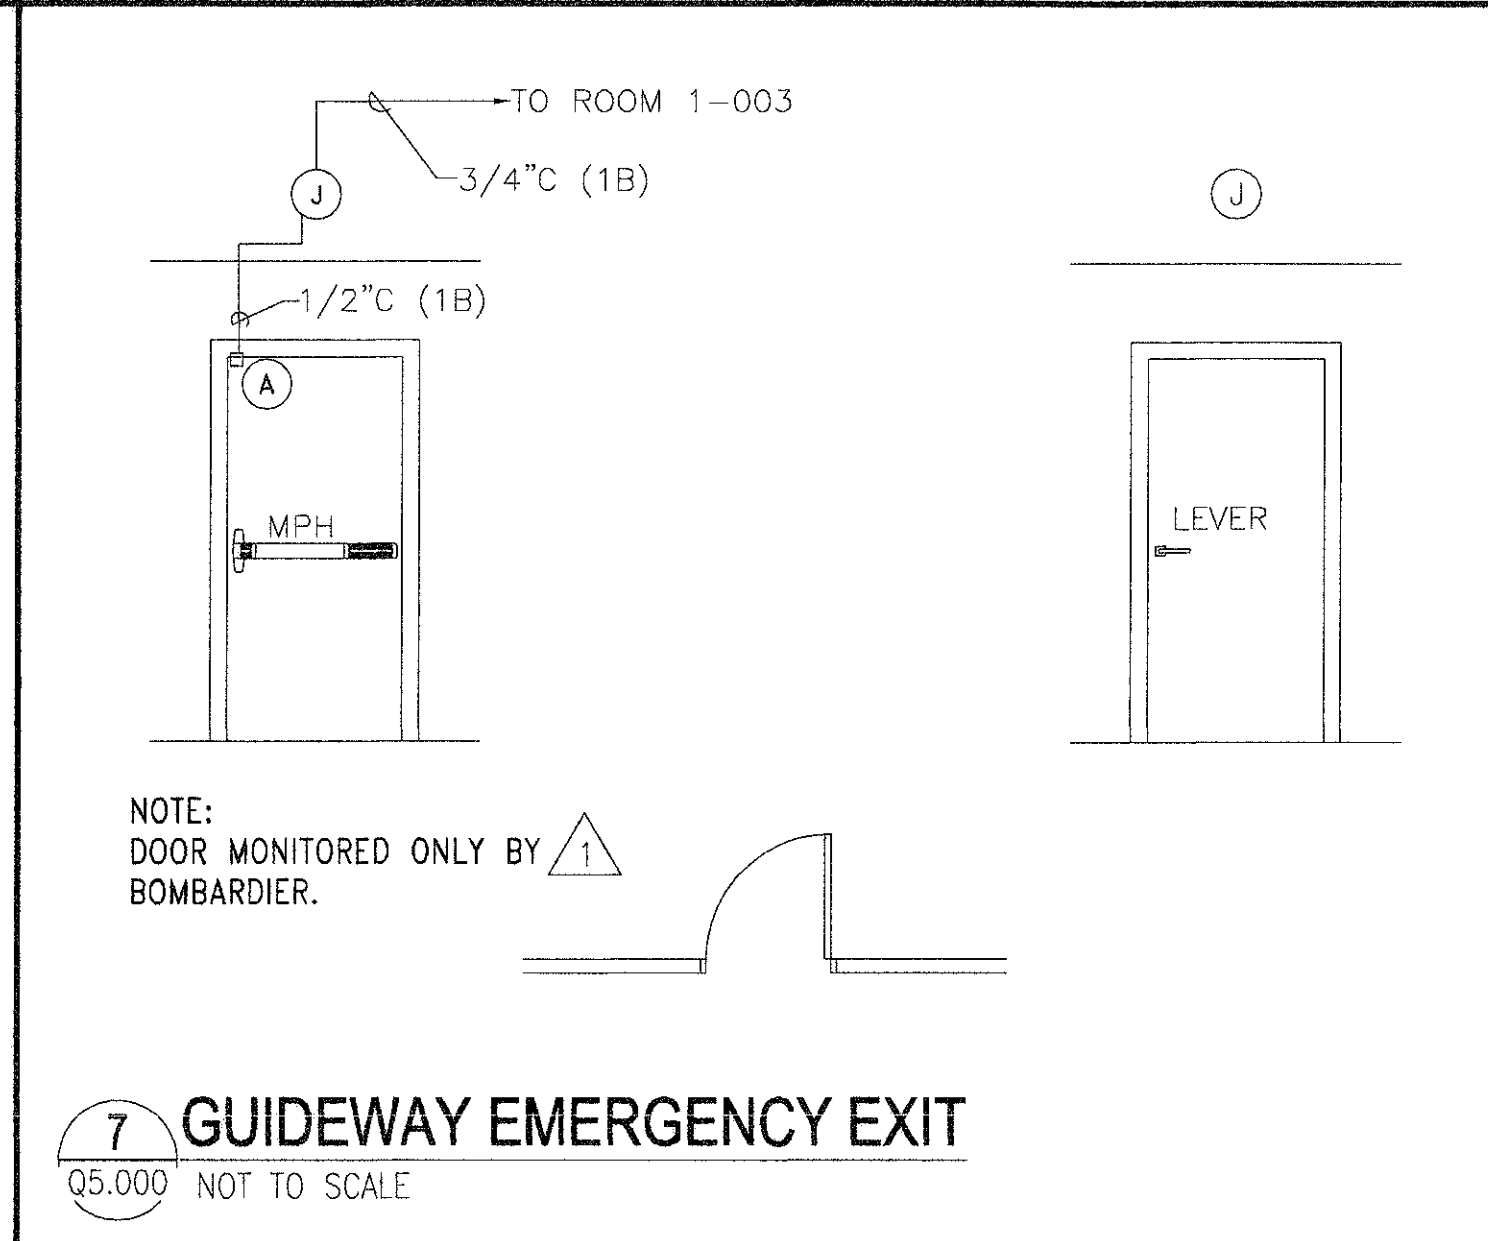 TO ROOM 1-003
3/4"C (1B)
J
J
1/2"C (1B)
A
MPH
LEVER
NOTE:
DOOR MONITORED ONLY BY
BOMBARDIER.
1
7
GUIDEWAY EMERGENCY EXIT
Q5.000
NOT TO SCALE